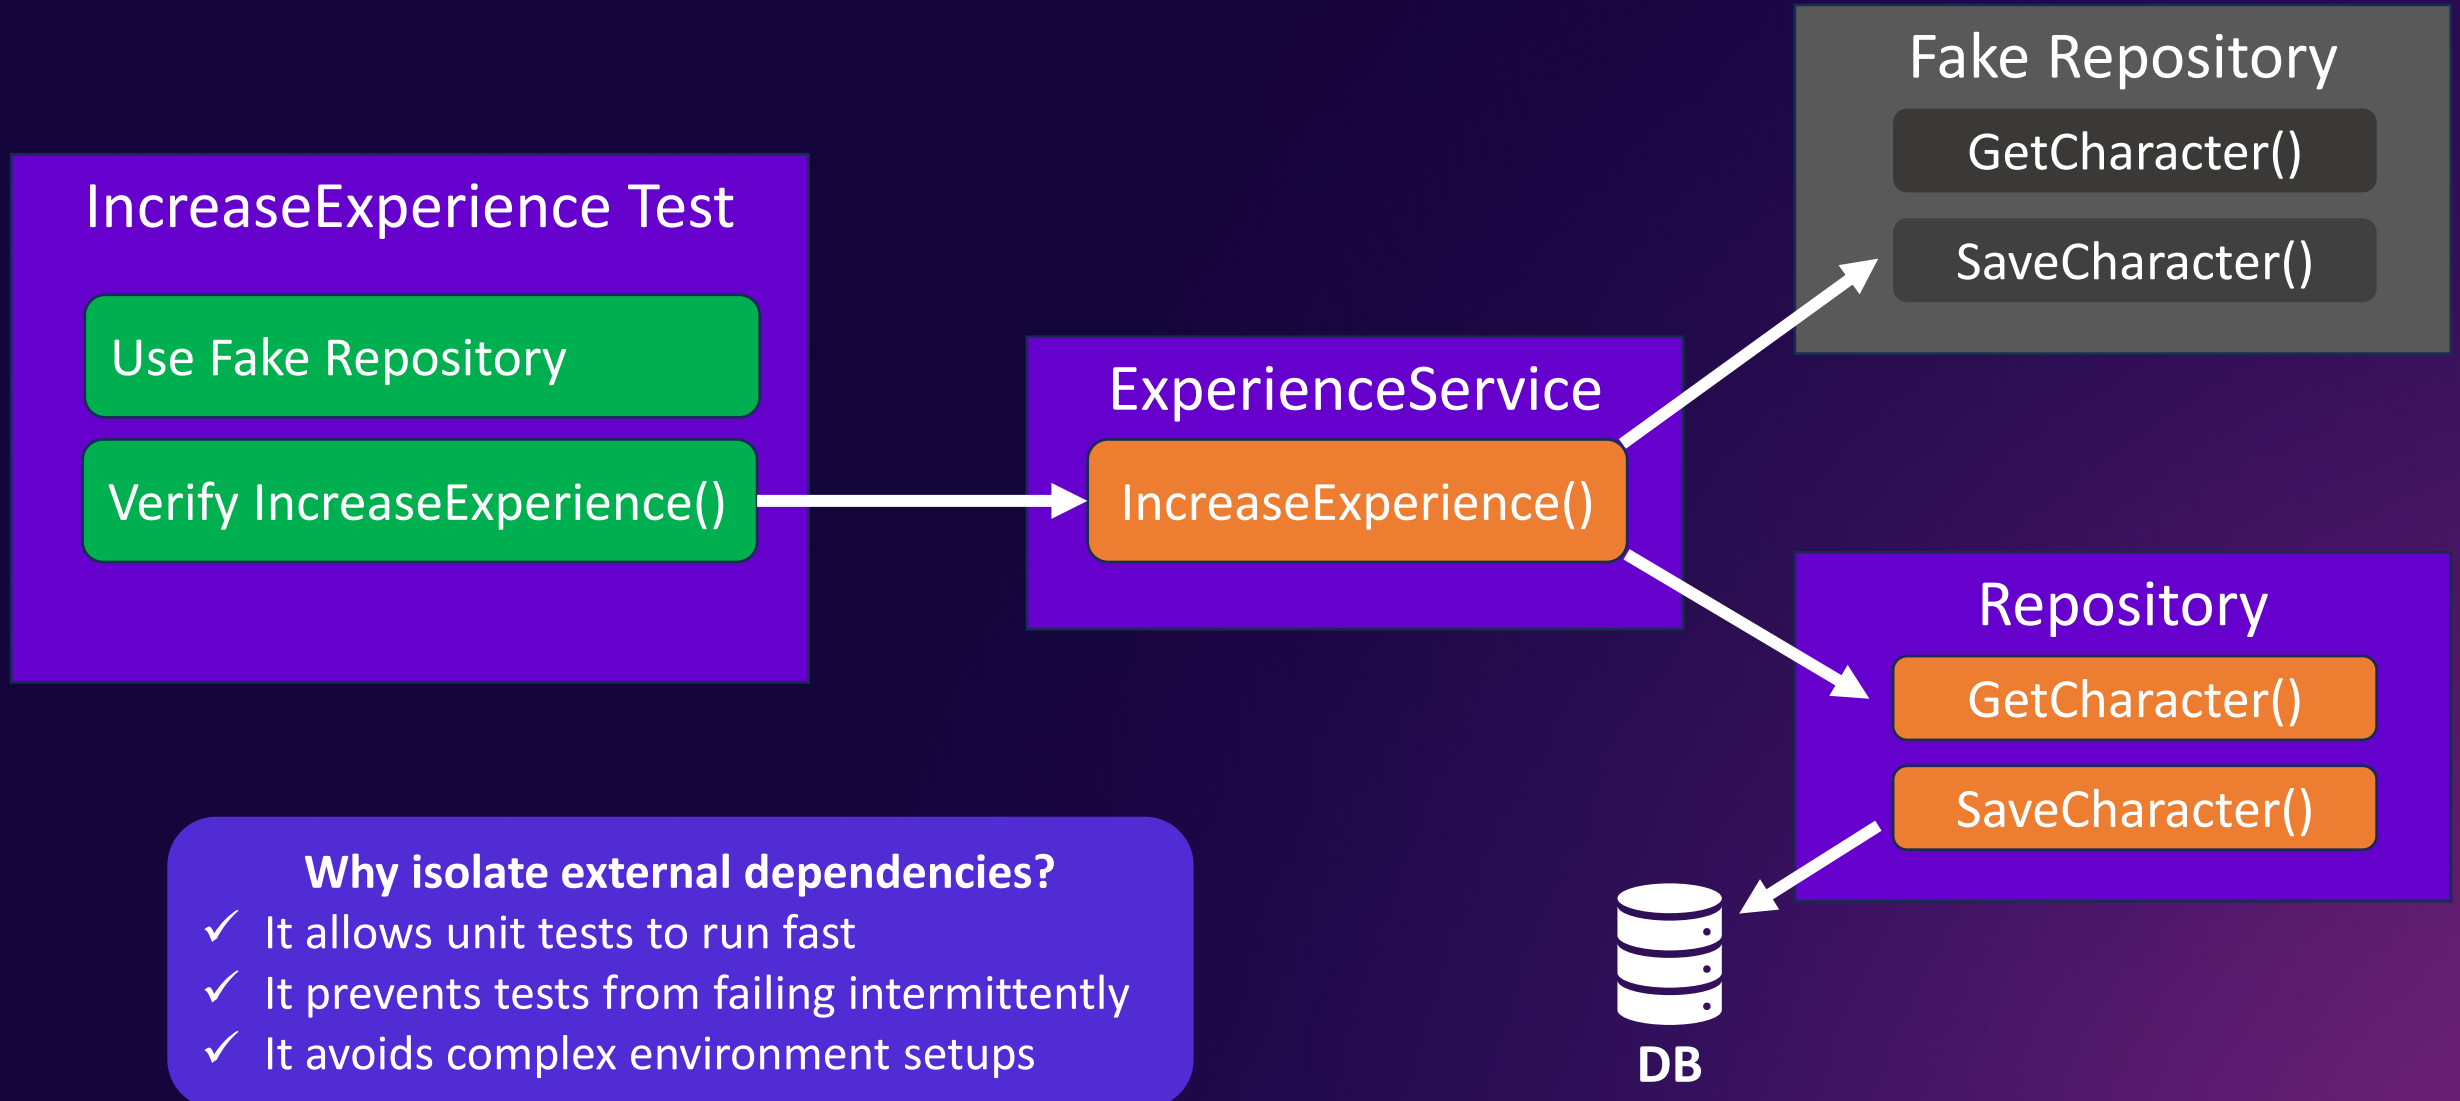 IncreaseExperience Test
Use Fake Repository
Verify IncreaseExperience()
ExperienceService
IncreaseExperience()
Fake Repository
GetCharacter()
SaveCharacter()
Repository
GetCharacter()
SaveCharacter()
DB
Why isolate external dependencies?
✓ It allows unit tests to run fast
✓ It prevents tests from failing intermittently
✓ It avoids complex environment setups